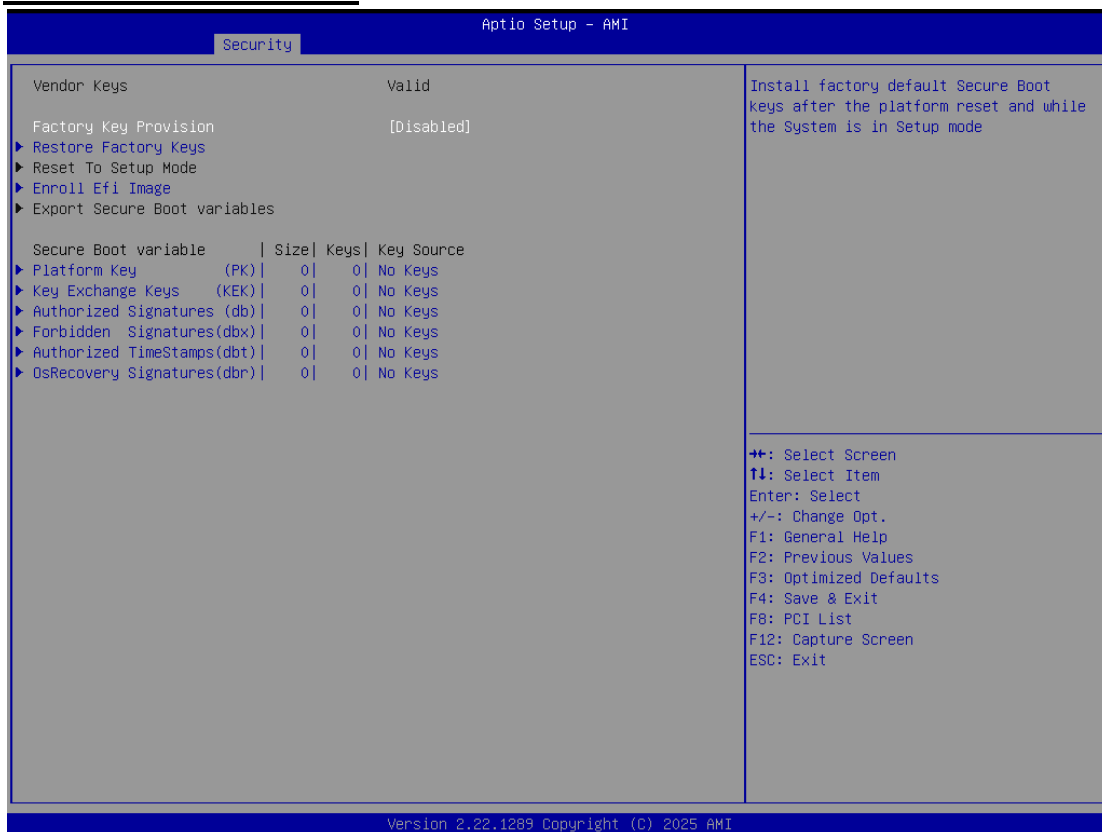 Aptio Setup – AMI
Security
Vendor Keys Valid
Factory Key Provision [Disabled]
▶ Restore Factory Keys
▶ Reset To Setup Mode
▶ Enroll Efi Image
▶ Export Secure Boot variables
Secure Boot variable | Size| Keys| Key Source
▶ Platform Key (PK)| 0| 0| No Keys
▶ Key Exchange Keys (KEK)| 0| 0| No Keys
▶ Authorized Signatures (db)| 0| 0| No Keys
▶ Forbidden Signatures(dbx)| 0| 0| No Keys
▶ Authorized TimeStamps(dbt)| 0| 0| No Keys
▶ OsRecovery Signatures(dbr)| 0| 0| No Keys
Install factory default Secure Boot
keys after the platform reset and while
the System is in Setup mode
→←: Select Screen
↑↓: Select Item
Enter: Select
+/-: Change Opt.
F1: General Help
F2: Previous Values
F3: Optimized Defaults
F4: Save & Exit
F8: PCI List
F12: Capture Screen
ESC: Exit
Version 2.22.1289 Copyright (C) 2025 AMI